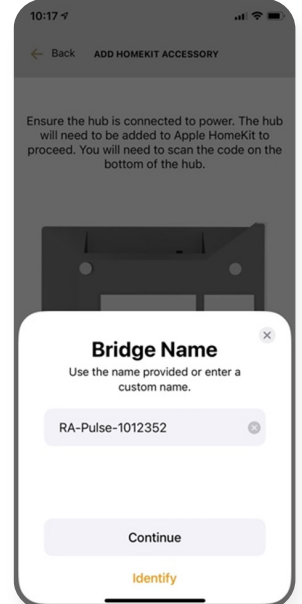 10:17
Back ADD HOMEKIT ACCESSORY
Ensure the hub is connected to power. The hub
will need to be added to Apple HomeKit to
proceed. You will need to scan the code on the
bottom of the hub.
Bridge Name
Use the name provided or enter a
custom name.
RA-Pulse-1012352
Continue
Identify